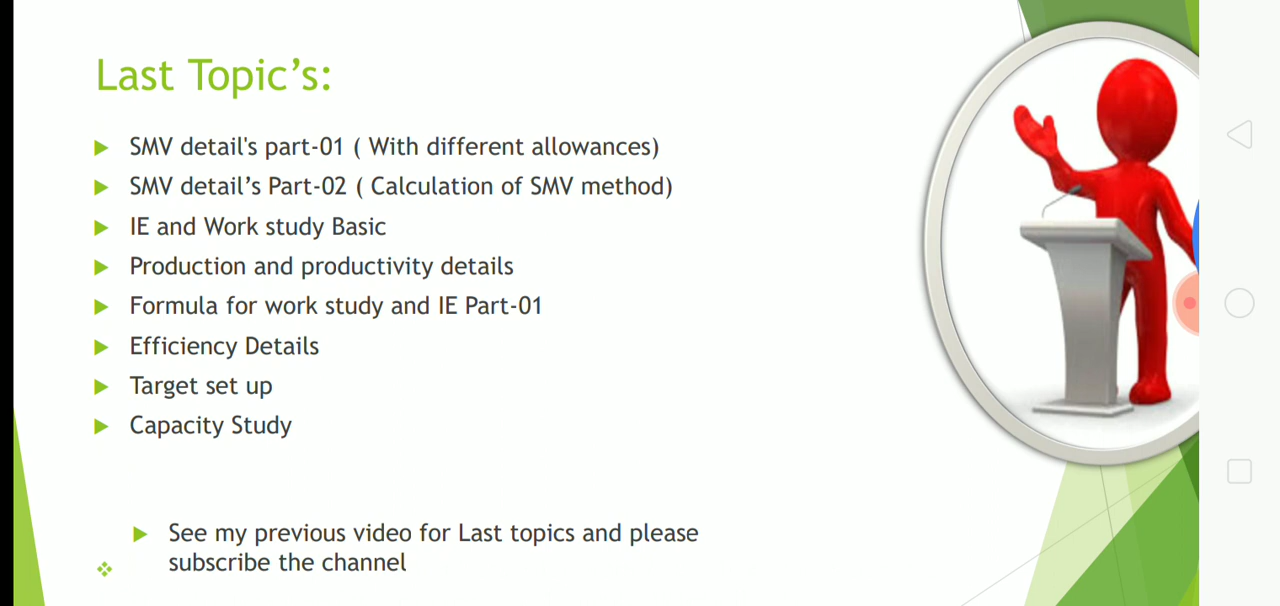 Last Topic’s:
SMV detail's part-01 ( With different allowances)
SMV detail’s Part-02 ( Calculation of SMV method)
IE and Work study Basic
Production and productivity details
Formula for work study and IE Part-01
Efficiency Details
Target set up
Capacity Study
See my previous video for Last topics and please
subscribe the channel